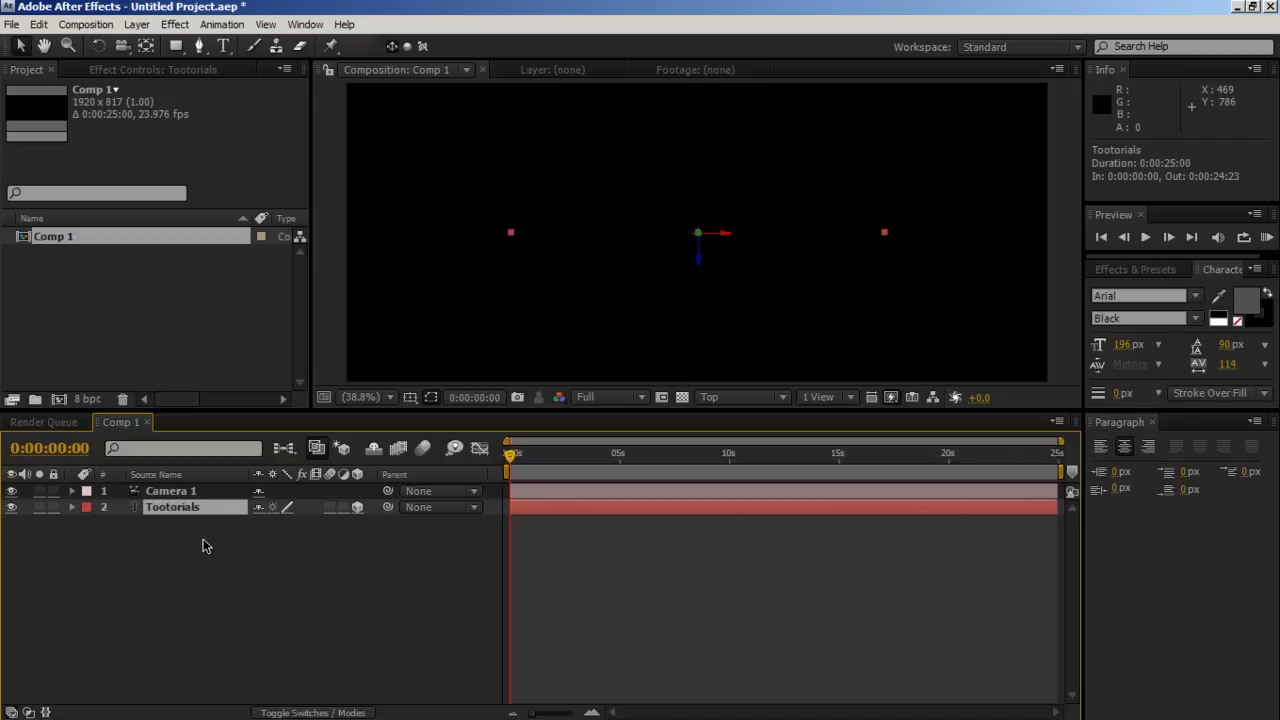 Adobe After Effects - Untitled Project.aep *
File Edit Composition Layer Effect Animation View Window Help
Workspace: Standard
Search Help
Project Effect Controls: Tootorials
Composition: Comp 1 Layer: (none) Footage: (none)
Info
Comp 1
1920 x 817 (1.00)
Δ 0:00:25:00, 23.976 fps
R :
G :
B :
A : 0
X : 469
Y : 786
Tootorials
Duration: 0:00:25:00
In: 0:00:00:00, Out: 0:00:24:23
Name Type
Comp 1 Co
Preview
Effects & Presets Characte
Arial
Black
196 px 90 px
Metrics 114
0 px Stroke Over Fill
8 bpc
(38.8%) 0:00:00:00 Full Top 1 View +0.0
Render Queue Comp 1
Paragraph
0:00:00:00
05s 10s 15s 20s 25s
# Source Name Parent
1 Camera 1 None
2 Tootorials None
0 px 0 px 0 px
0 px 0 px
Toggle Switches / Modes